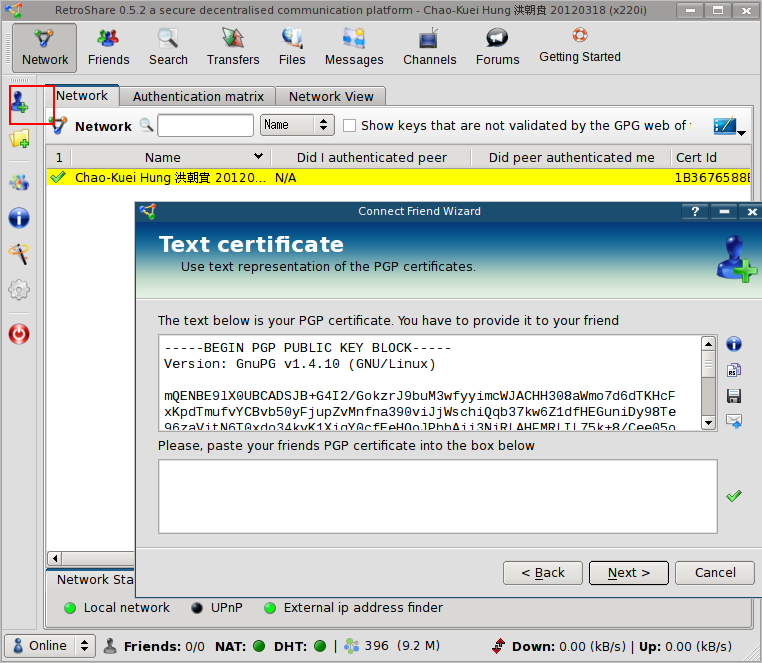 RetroShare 0.5.2 a secure decentralised communication platform - Chao-Kuei Hung 洪朝貴 20120318 (x220i)
Network Friends Search Transfers Files Messages Channels Forums Getting Started
Network Authentication matrix Network View
Network Name Show keys that are not validated by the GPG web of
1 Name Did I authenticated peer Did peer authenticated me Cert Id
Chao-Kuei Hung 洪朝貴 20120... N/A 1B3676588
Connect Friend Wizard
Text certificate
Use text representation of the PGP certificates.
The text below is your PGP certificate. You have to provide it to your friend
-----BEGIN PGP PUBLIC KEY BLOCK-----
Version: GnuPG v1.4.10 (GNU/Linux)
mQENBE9lX0UBCADSJB+G4I2/GokzrJ9buM3wfyyimcWJACHH308aWmo7d6dTKHcF
xKpdTmufvYCBvb50yFjupZvMnfna390viJjWschiQqb37kw6Z1dfHEGuniDy98Te
Please, paste your friends PGP certificate into the box below
< Back Next > Cancel
Network Sta
Local network UPnP External ip address finder
Online Friends: 0/0 NAT: DHT: | 396 (9.2 M) Down: 0.00 (kB/s) | Up: 0.00 (kB/s)